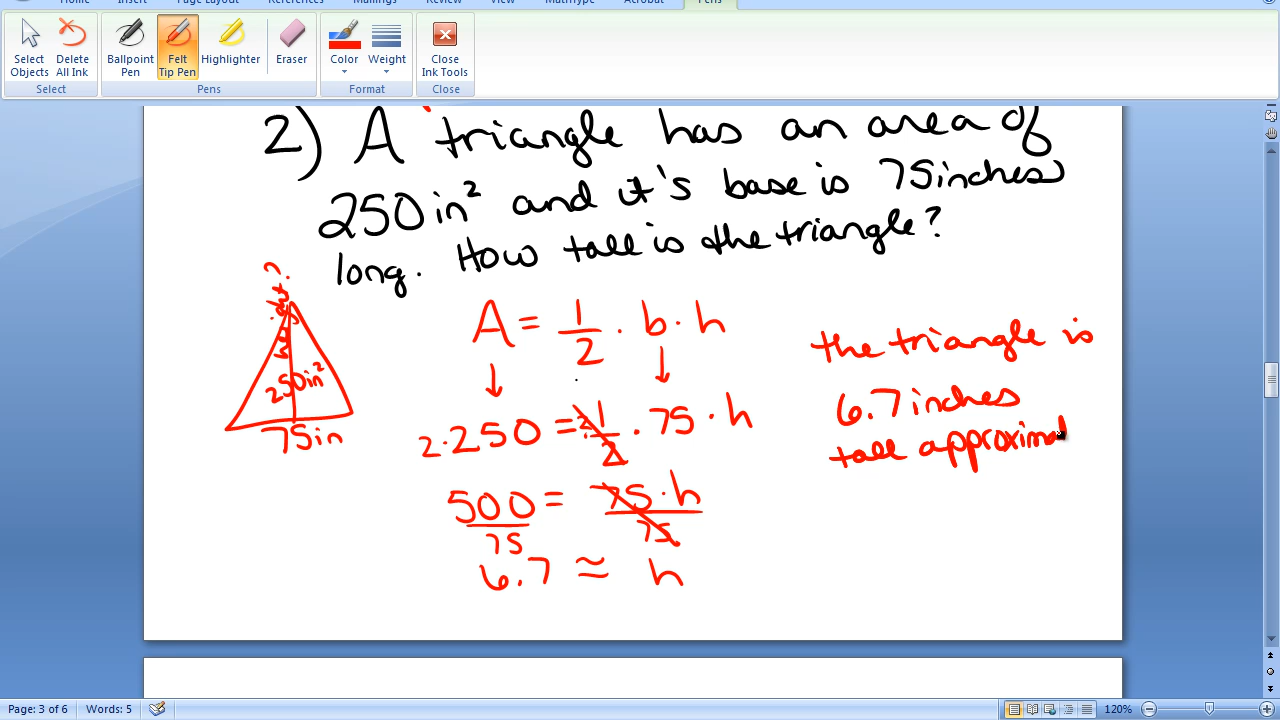 Home Insert Page Layout References Mailings Review View MathType Acrobat Pens
Select Objects
Delete All Ink
Ballpoint Pen
Felt Tip Pen
Highlighter
Eraser
Color
Weight
Close Ink Tools
Select Pens Format Close
2) A triangle has an area of
250in² and it's base is 75inches
long. How tall is the triangle?
250in²
75in
A = 1/2 · b · h
2·250 = 2·1/2 · 75 · h
500/75 = 75·h/75
6.7 ≈ h
the triangle is
6.7 inches
tall approxima
Page: 3 of 6 Words: 5 120%